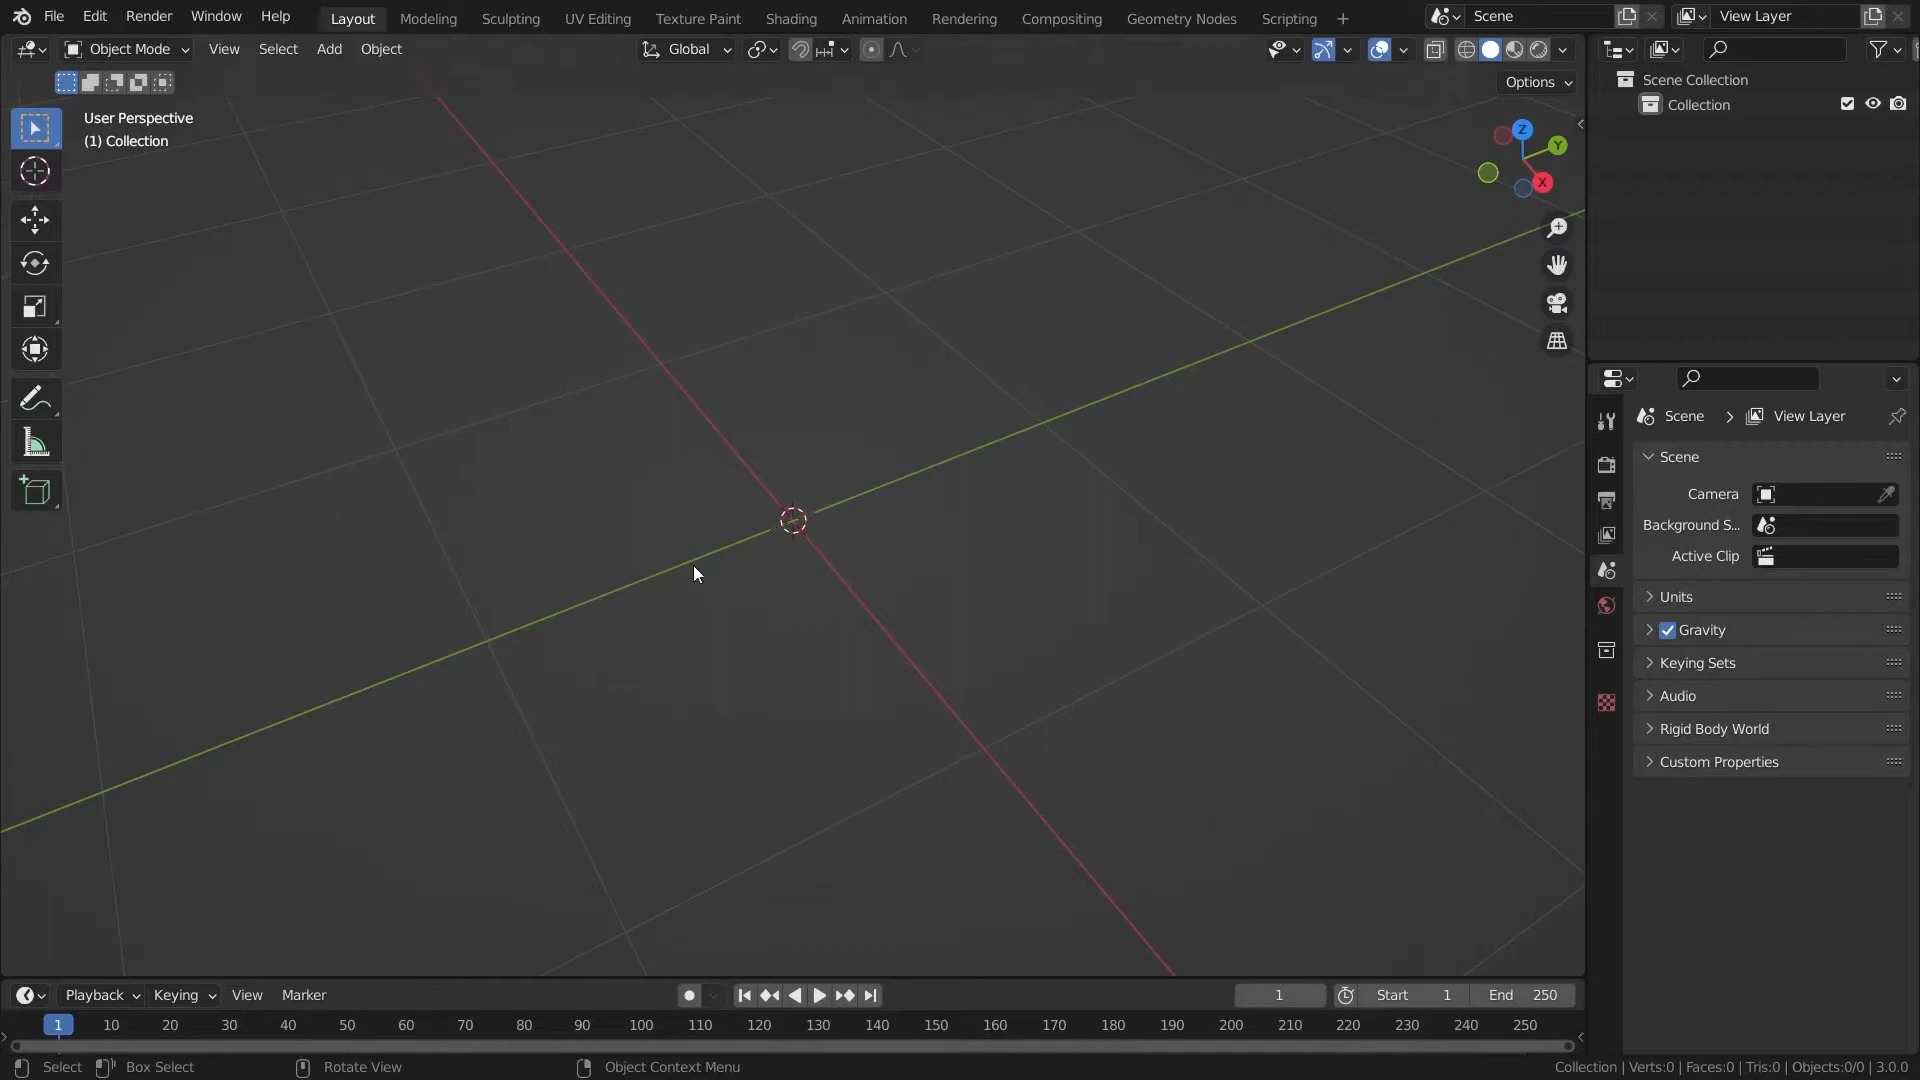 File Edit Render Window Help Layout Modeling Sculpting UV Editing Texture Paint Shading Animation Rendering Compositing Geometry Nodes Scripting + Scene View Layer
Object Mode View Select Add Object Global
Options
User Perspective
(1) Collection
Z
Y
X
Scene Collection
Collection
Scene > View Layer
Scene
Camera
Background S...
Active Clip
Units
Gravity
Keying Sets
Audio
Rigid Body World
Custom Properties
Playback Keying View Marker 1 Start 1 End 250
1 10 20 30 40 50 60 70 80 90 100 110 120 130 140 150 160 170 180 190 200 210 220 230 240 250
Select Box Select Rotate View Object Context Menu Collection | Verts:0 | Faces:0 | Tris:0 | Objects:0/0 | 3.0.0